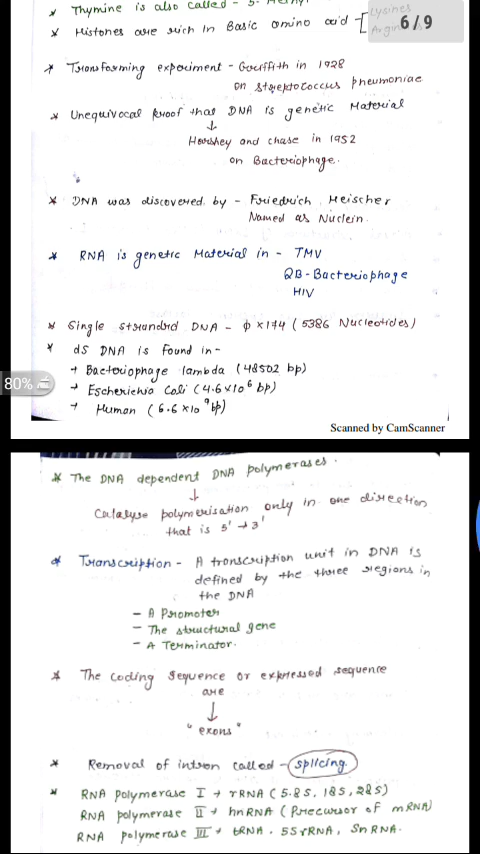 * Thymine is also called - 5-Methyl
* Histones are rich in Basic amino acid - [ Lysines
6/9
* Transforming experiment - Griffith in 1928
on streptococcus pneumoniae
* Unequivocal proof that DNA is genetic Material
↓
Hershey and chase in 1952
on Bacteriophage.
* DNA was discovered by - Friedrich Meischer
Named as Nuclein.
* RNA is genetic Material in - TMV
QB-Bacteriophage
HIV
* Single stranded DNA - φ×174 (5386 Nucleotides)
* ds DNA is found in -
→ Bacteriophage lambda (48502 bp)
80%
→ Escherichia Coli (4.6×10⁶ bp)
→ Human (6.6×10⁹ bp)
Scanned by CamScanner
* The DNA dependent DNA polymerases.
↓
Catalyse polymerisation only in one direction
that is 5' → 3'
* Transcription - A transcription unit in DNA is
defined by the three regions in
the DNA
- A Promoter
- The structural gene
- A Terminator.
* The coding sequence or expressed sequence
are
↓
"exons"
* Removal of intron called - splicing.
* RNA polymerase I → rRNA (5.8S, 18S, 28S)
RNA polymerase II → hnRNA (Precursor of mRNA)
RNA polymerase III → tRNA. 5SrRNA, SnRNA.